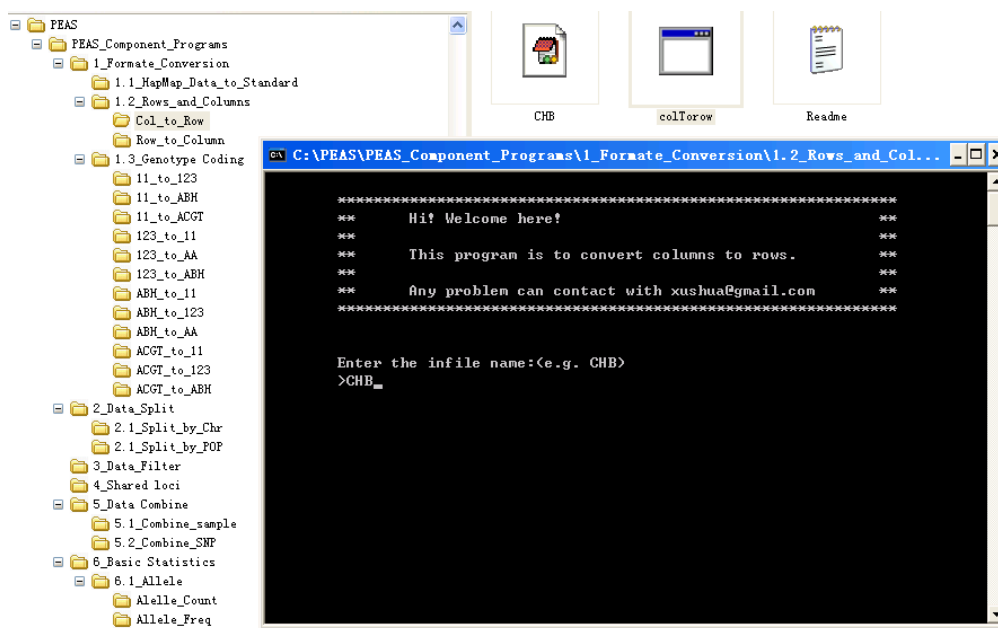 PEAS
PEAS_Component_Programs
1_Formate_Conversion
1.1_HapMap_Data_to_Standard
1.2_Rows_and_Columns
Col_to_Row
Row_to_Column
1.3_Genotype Coding
11_to_123
11_to_ABH
11_to_ACGT
123_to_11
123_to_AA
123_to_ABH
ABH_to_11
ABH_to_123
ABH_to_AA
ACGT_to_11
ACGT_to_123
ACGT_to_ABH
2_Data_Split
2.1_Split_by_Chr
2.1_Split_by_POP
3_Data_Filter
4_Shared loci
5_Data Combine
5.1_Combine_sample
5.2_Combine_SNP
6_Basic Statistics
6.1_Allele
Alelle_Count
Allele_Freq
CHB
colTorow
Readme
C:\PEAS\PEAS_Component_Programs\1_Formate_Conversion\1.2_Rows_and_Col...
***************************************************************
** Hi! Welcome here! **
** **
** This program is to convert columns to rows. **
** **
** Any problem can contact with xushua@gmail.com **
***************************************************************
Enter the infile name:(e.g. CHB)
>CHB_